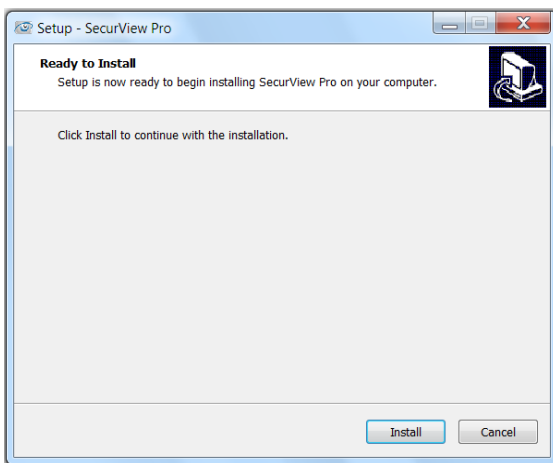 Setup - SecurView Pro
Ready to Install
Setup is now ready to begin installing SecurView Pro on your computer.
Click Install to continue with the installation.
Install
Cancel